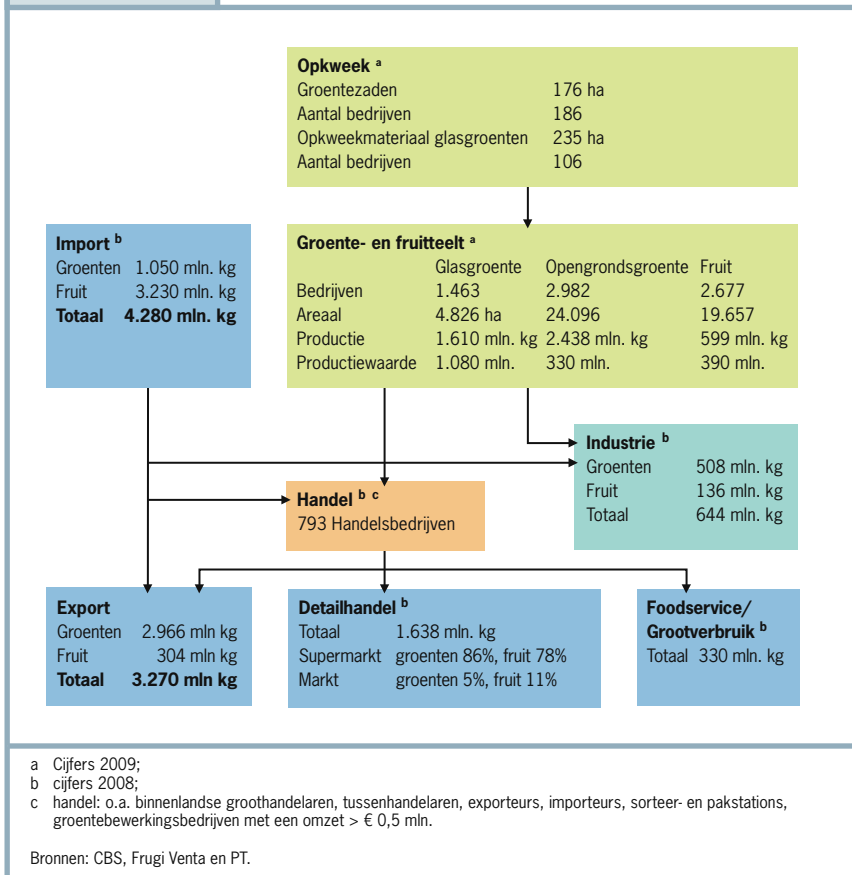 Opkweek a
Groentezaden 176 ha
Aantal bedrijven 186
Opkweekmateriaal glasgroenten 235 ha
Aantal bedrijven 106
Import b
Groenten 1.050 mln. kg
Fruit 3.230 mln. kg
Totaal 4.280 mln. kg
Groente- en fruitteelt a
Glasgroente Opengrondsgroente Fruit
Bedrijven 1.463 2.982 2.677
Areaal 4.826 ha 24.096 19.657
Productie 1.610 mln. kg 2.438 mln. kg 599 mln. kg
Productiewaarde 1.080 mln. 330 mln. 390 mln.
Industrie b
Groenten 508 mln. kg
Fruit 136 mln. kg
Totaal 644 mln. kg
Handel b c
793 Handelsbedrijven
Export
Groenten 2.966 mln kg
Fruit 304 mln kg
Totaal 3.270 mln kg
Detailhandel b
Totaal 1.638 mln. kg
Supermarkt groenten 86%, fruit 78%
Markt groenten 5%, fruit 11%
Foodservice/
Grootverbruik b
Totaal 330 mln. kg
a Cijfers 2009;
b cijfers 2008;
c handel: o.a. binnenlandse groothandelaren, tussenhandelaren, exporteurs, importeurs, sorteer- en pakstations,
groentebewerkingsbedrijven met een omzet > € 0,5 mln.
Bronnen: CBS, Frugi Venta en PT.